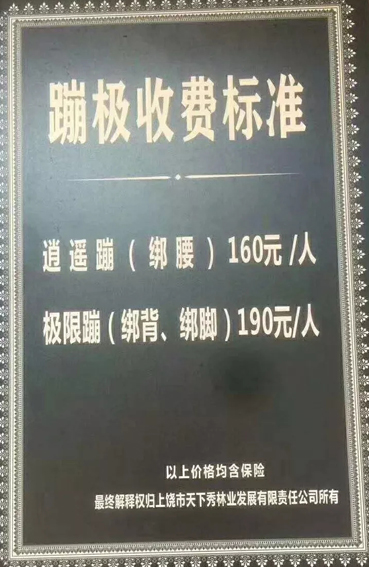 蹦极收费标准
逍遥蹦(绑腰)160元/人
极限蹦(绑背、绑脚)190元/人
以上价格均含保险
最终解释权归上饶市天下秀林业发展有限责任公司所有